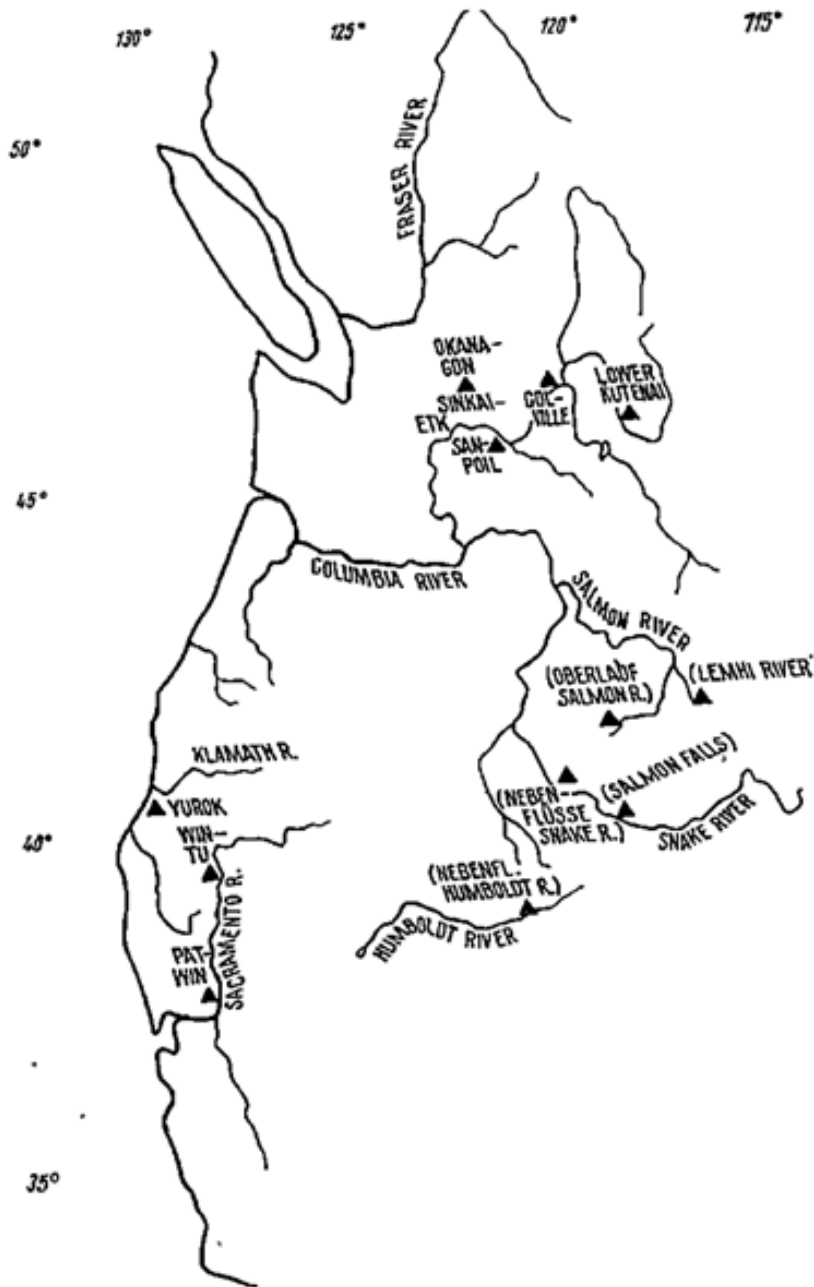 130°
125°
120°
715°
50°
FRASER RIVER
OKANA-
GON
SINKAI-
ETK
SAN-
POIL
COL-
VILLE
LOWER
KUTENAI
45°
COLUMBIA RIVER
SALMON RIVER
(OBERLAUF
SALMON R.)
(LEMHI RIVER
KLAMATH R.
YUROK
WIN-
TU
40°
(NEBEN-
FLÜSSE
SNAKE R.)
(SALMON FALLS)
SNAKE RIVER
(NEBENFL.
HUMBOLDT R.)
HUMBOLDT RIVER
SACRAMENTO R.
PAT-
WIN
35°